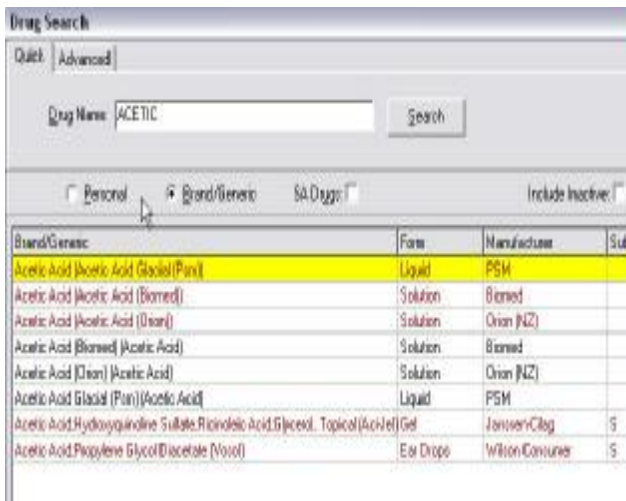 Drug Search
Quick Advanced
Drug Name: ACETIC Search
Personal Brand/Generic SA Drugs: Include Inactive:
Brand/Generic Form Manufacturer Sub
Acetic Acid (Acetic Acid Glacial (Psm)) Liquid PSM
Acetic Acid (Acetic Acid (Biomed)) Solution Biomed
Acetic Acid (Acetic Acid (Orion)) Solution Orion (NZ)
Acetic Acid (Biomed) (Acetic Acid) Solution Biomed
Acetic Acid (Orion) (Acetic Acid) Solution Orion (NZ)
Acetic Acid Glacial (Psm) (Acetic Acid) Liquid PSM
Acetic Acid,Hydroxyquinoline Sulfate,Ricinoleic Acid,Glycerol, Topical (Aci-Jel) Gel Janssen-Cilag S
Acetic Acid,Propylene Glycol Diacetate (Vosol) Ear Drops Wilson Consumer S